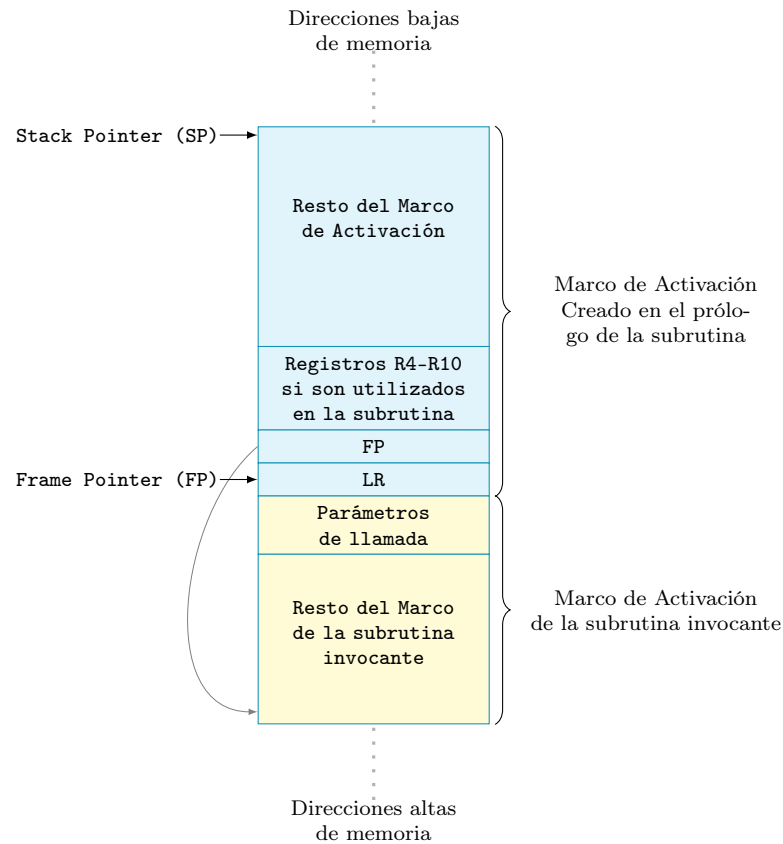 Direcciones bajas
de memoria
Stack Pointer (SP)
Resto del Marco
de Activación
Marco de Activación
Creado en el prólo-
go de la subrutina
Registros R4-R10
si son utilizados
en la subrutina
FP
Frame Pointer (FP)
LR
Parámetros
de llamada
Resto del Marco
de la subrutina
invocante
Marco de Activación
de la subrutina invocante
Direcciones altas
de memoria